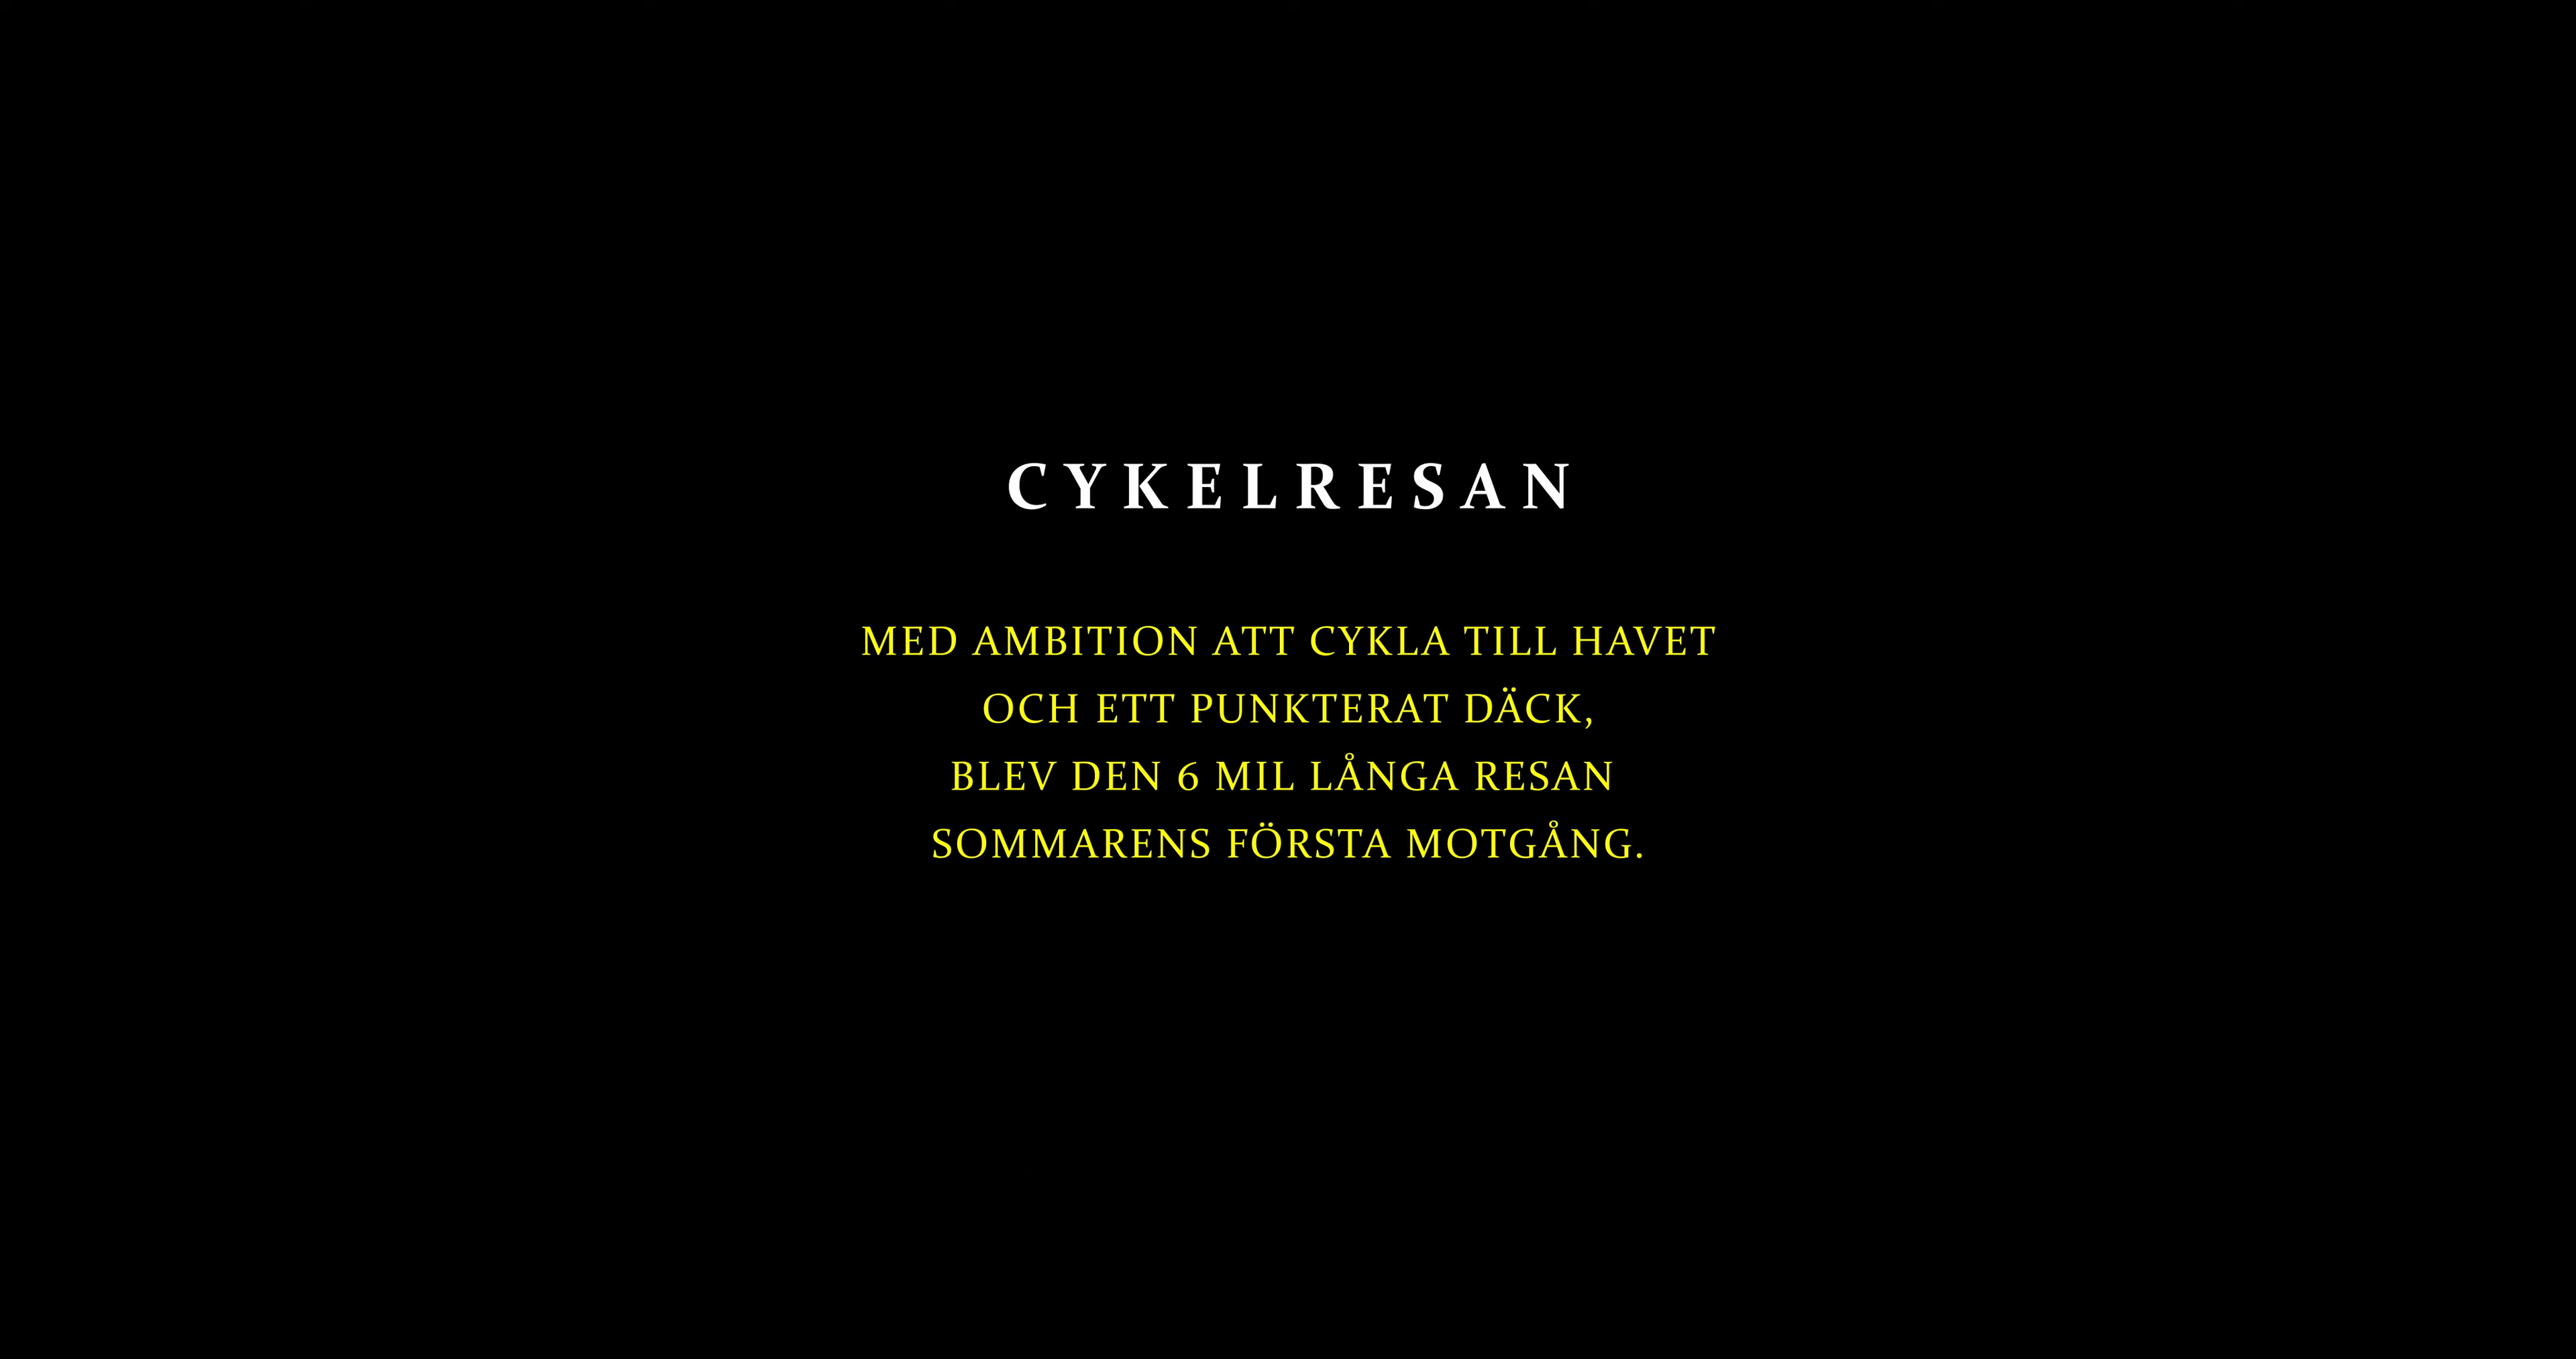 CYKELRESAN
MED AMBITION ATT CYKLA TILL HAVET
OCH ETT PUNKTERAT DÄCK,
BLEV DEN 6 MIL LÅNGA RESAN
SOMMARENS FÖRSTA MOTGÅNG.